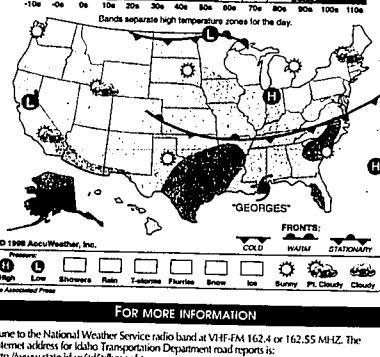 -10s -0s 0s 10s 20s 30s 40s 50s 60s 70s 80s 90s 100s 110s
Bands separate high temperature zones for the day.
L
H
L
H
"GEORGES"
FRONTS:
COLD WARM STATIONARY
1998 AccuWeather, Inc.
Pressure:
H L
High Low Showers Rain T-storms Flurries Snow Ice Sunny Pt. Cloudy Cloudy
Associated Press
FOR MORE INFORMATION
une to the National Weather Service radio band at VHF-FM 162.4 or 162.55 MHZ. The
ternet address for Idaho Transportation Department road reports is: